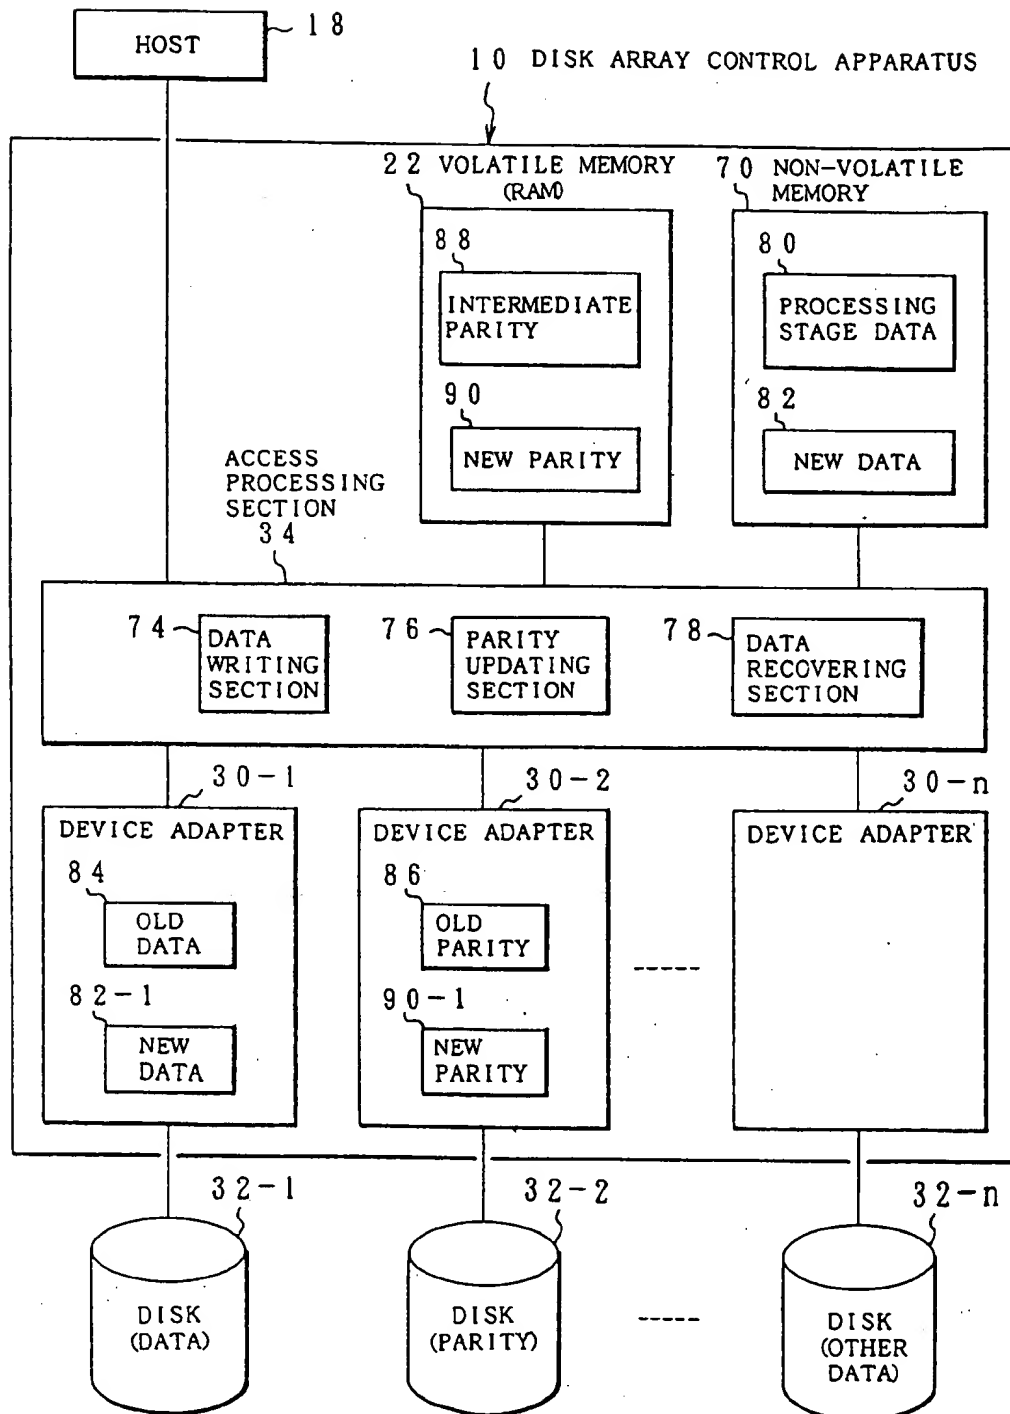 HOST
18
10 DISK ARRAY CONTROL APPARATUS
22 VOLATILE MEMORY
(RAM)
70 NON-VOLATILE
MEMORY
88
INTERMEDIATE
PARITY
90
NEW PARITY
80
PROCESSING
STAGE DATA
82
NEW DATA
ACCESS
PROCESSING
SECTION
34
74
DATA
WRITING
SECTION
76
PARITY
UPDATING
SECTION
78
DATA
RECOVERING
SECTION
30-1
DEVICE ADAPTER
84
OLD
DATA
82-1
NEW
DATA
30-2
DEVICE ADAPTER
86
OLD
PARITY
90-1
NEW
PARITY
30-n
DEVICE ADAPTER
32-1
DISK
(DATA)
32-2
DISK
(PARITY)
32-n
DISK
(OTHER
DATA)